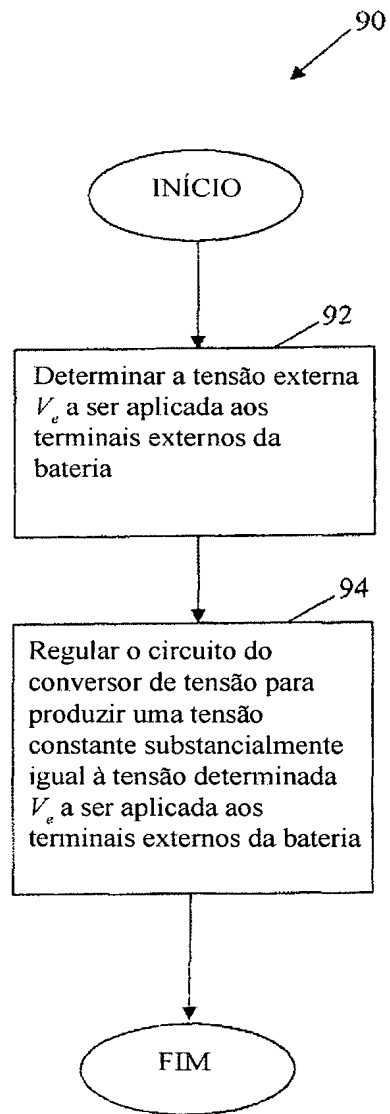 90
INÍCIO
92
Determinar a tensão externa
Vₑ a ser aplicada aos
terminais externos da
bateria
94
Regular o circuito do
conversor de tensão para
produzir uma tensão
constante substancialmente
igual à tensão determinada
Vₑ a ser aplicada aos
terminais externos da bateria
FIM